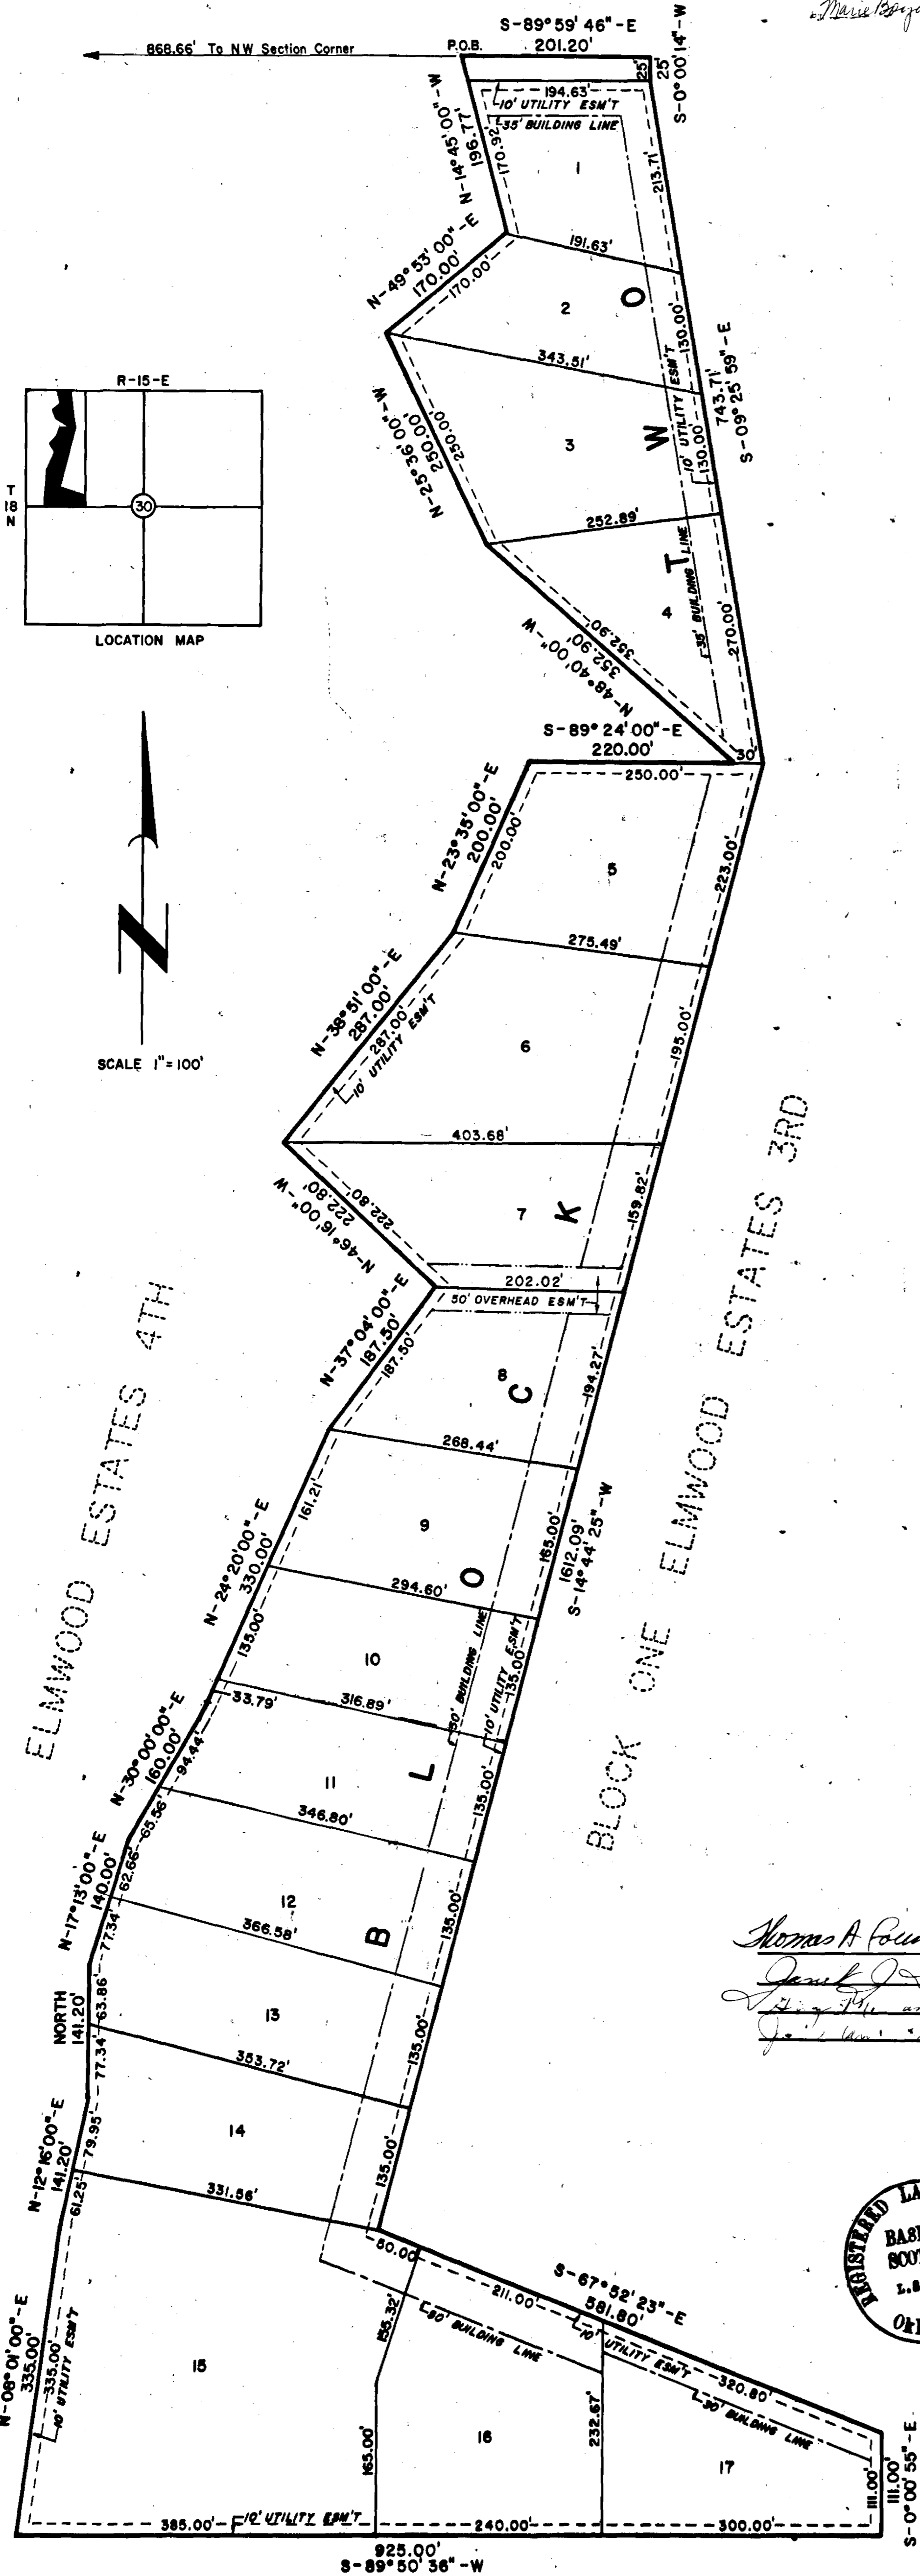 Marie
S-89° 59' 46"-E
201.20'
868.66' To NW Section Corner
P.O.B.
25'
25'
S-0°00'14"-W
194.63'
10' UTILITY ESM'T
35' BUILDING LINE
N-14°45'00"-W
196.77'
170.92'
1
213.71'
191.63'
N-49°53'00"-E
170.00'
170.00'
2
O
130.00'
343.51'
743.71'
S-09°25'59"-E
N-25°36'00"-W
250.00'
250.00'
3
W
10' UTILITY ESM'T
130.00'
252.89'
T
35' BUILDING LINE
4
270.00'
352.90'
352.90'
N-48°40'00"-W
R-15-E
T
18
N
30
LOCATION MAP
N
SCALE 1"=100'
S-89°24'00"-E
220.00'
30'
250.00'
N-23°35'00"-E
200.00'
200.00'
5
223.00'
275.49'
N-38°51'00"-E
287.00'
287.00'
10' UTILITY ESM'T
6
195.00'
403.68'
N-46°16'00"-W
222.80'
222.80'
7
K
159.82'
202.02'
50' OVERHEAD ESM'T
N-37°04'00"-E
187.50'
187.50'
8
C
194.27'
268.44'
ELMWOOD ESTATES 4TH
BLOCK ONE ELMWOOD ESTATES 3RD
161.21'
9
165.00'
1612.09'
S-14°44'25"-W
N-24°20'00"-E
330.00'
294.60'
O
135.00'
10
50' BUILDING LINE
10' UTILITY ESM'T
135.00'
33.79'
316.89'
N-30°00'00"-E
160.00'
94.44'
11
L
135.00'
65.56'
346.80'
N-17°13'00"-E
140.00'
62.66'
12
B
135.00'
366.58'
77.34'
NORTH
141.20'
63.86'
13
135.00'
77.34'
353.72'
N-12°16'00"-E
141.20'
79.95'
14
135.00'
61.25'
331.56'
Thomas A
Janet J
50.00'
S-67°52'23"-E
581.80'
211.00'
155.32'
50' BUILDING LINE
10' UTILITY ESM'T
320.80'
30' BUILDING LINE
N-08°01'00"-E
335.00'
335.00'
10' UTILITY ESM'T
15
165.00'
16
232.67'
17
111.00'
111.00'
S-0°00'55"-E
385.00'
10' UTILITY ESM'T
240.00'
300.00'
925.00'
S-89°50'36"-W
REGISTERED LA